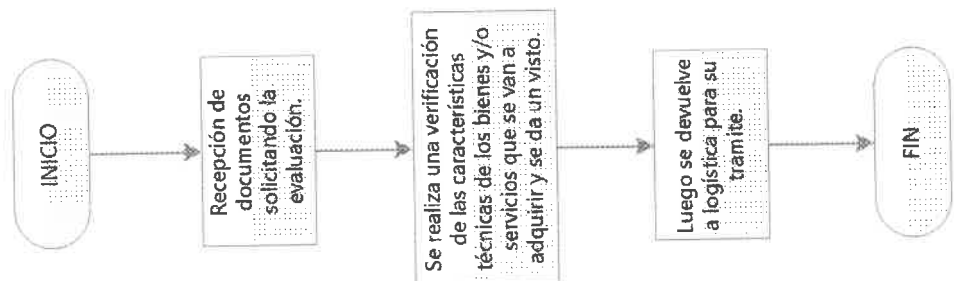 INICIO
Recepción de
documentos
solicitando la
evaluación.
Se realiza una verificación
de las características
técnicas de los bienes y/o
servicios que se van a
adquirir y se da un visto.
Luego se devuelve
a logística para su
tramite.
FIN